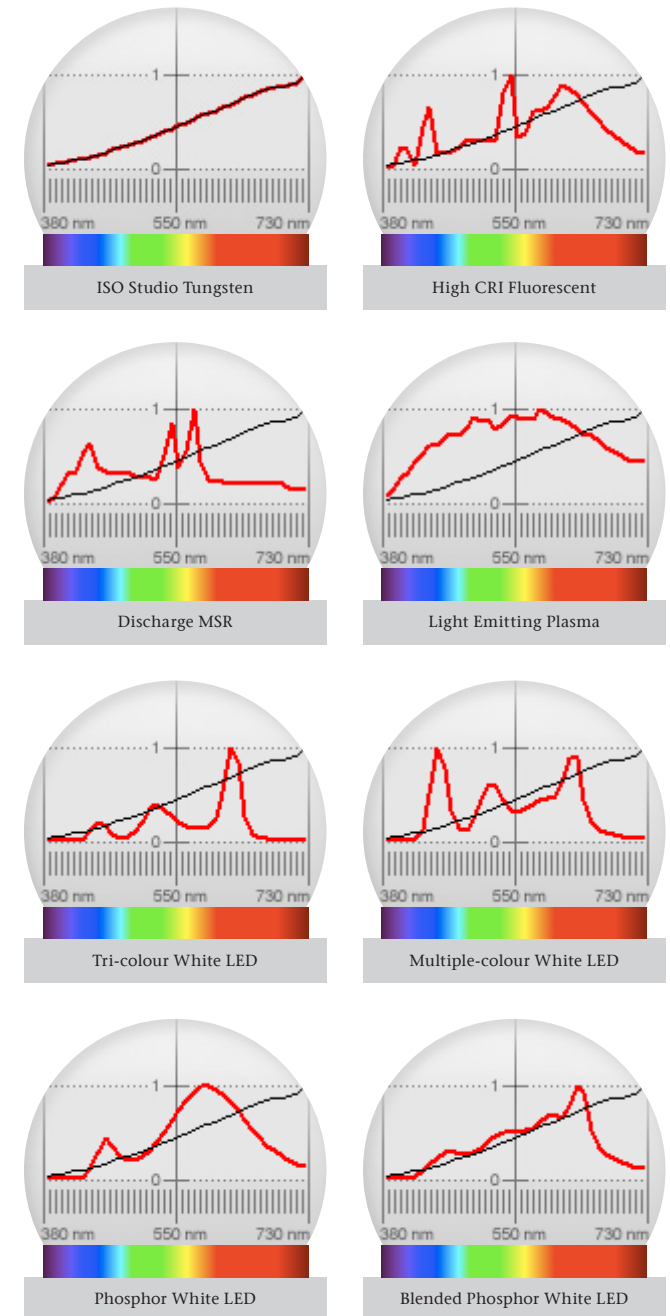 1
0
380 nm 550 nm 730 nm
ISO Studio Tungsten
1
0
380 nm 550 nm 730 nm
High CRI Fluorescent
1
0
380 nm 550 nm 730 nm
Discharge MSR
1
0
380 nm 550 nm 730 nm
Light Emitting Plasma
1
0
380 nm 550 nm 730 nm
Tri-colour White LED
1
0
380 nm 550 nm 730 nm
Multiple-colour White LED
1
0
380 nm 550 nm 730 nm
Phosphor White LED
1
0
380 nm 550 nm 730 nm
Blended Phosphor White LED